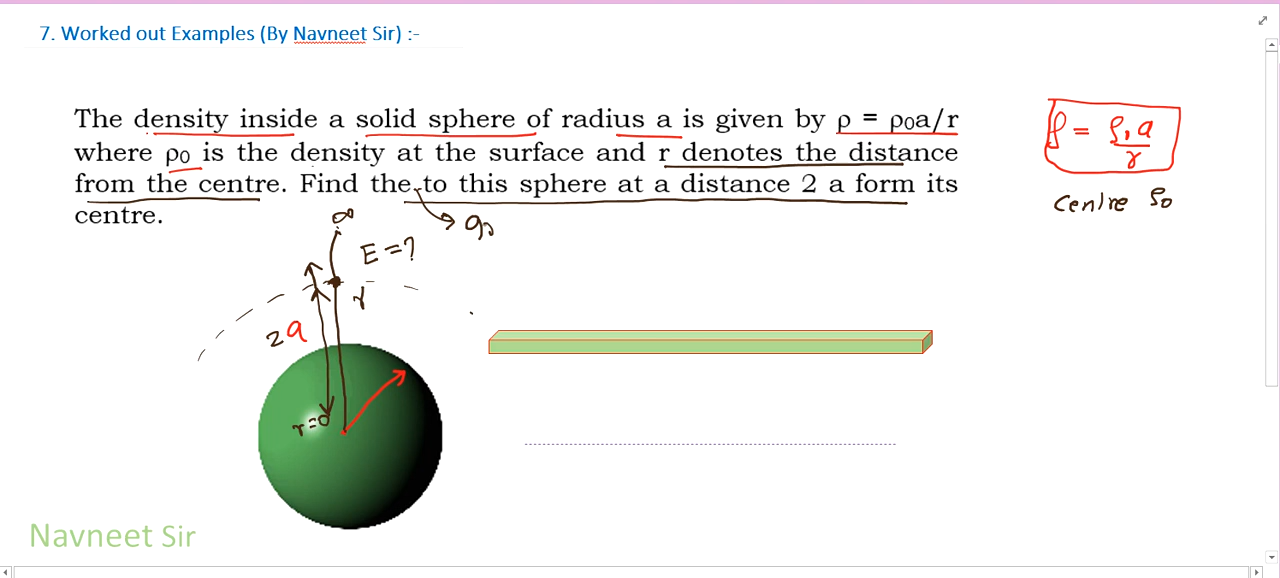 7. Worked out Examples (By Navneet Sir) :-
The density inside a solid sphere of radius a is given by ρ = ρ0a/r
where ρ0 is the density at the surface and r denotes the distance
from the centre. Find the to this sphere at a distance 2 a form its
centre.
ρ = ρ₁a
r
centre ρ₀
∞
E = ?
r
2a
r=0
Navneet Sir